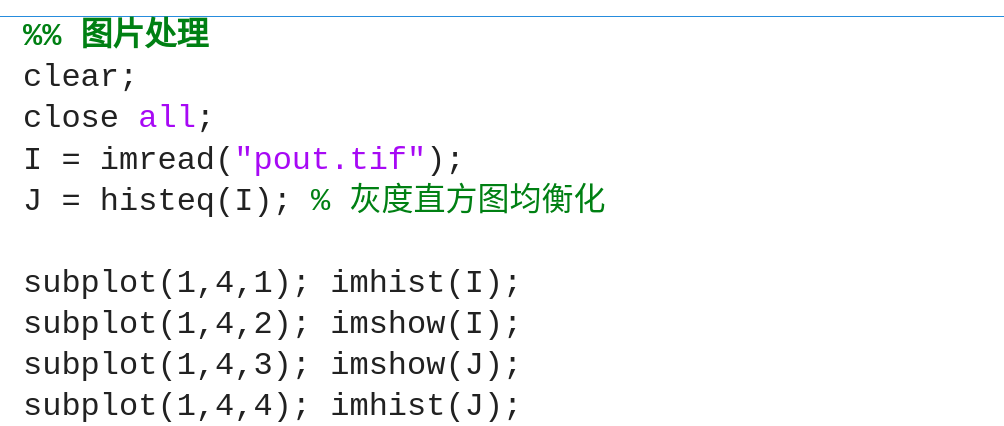 %% 图片处理
clear;
close all;
I = imread("pout.tif");
J = histeq(I); % 灰度直方图均衡化
subplot(1,4,1); imhist(I);
subplot(1,4,2); imshow(I);
subplot(1,4,3); imshow(J);
subplot(1,4,4); imhist(J);